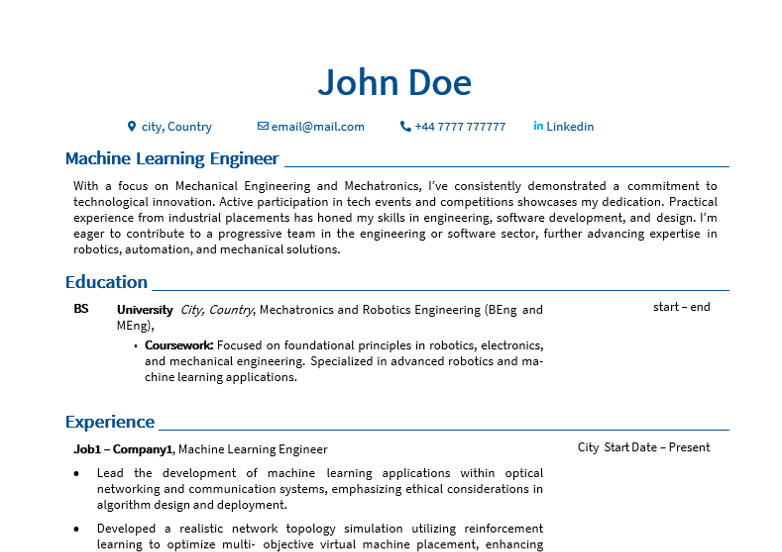 John Doe
city, Country email@mail.com +44 7777 777777 in Linkedin
Machine Learning Engineer
With a focus on Mechanical Engineering and Mechatronics, I've consistently demonstrated a commitment to
technological innovation. Active participation in tech events and competitions showcases my dedication. Practical
experience from industrial placements has honed my skills in engineering, software development, and design. I'm
eager to contribute to a progressive team in the engineering or software sector, further advancing expertise in
robotics, automation, and mechanical solutions.
Education
BS University City, Country, Mechatronics and Robotics Engineering (BEng and start – end
MEng),
• Coursework: Focused on foundational principles in robotics, electronics,
and mechanical engineering. Specialized in advanced robotics and ma-
chine learning applications.
Experience
Job1 – Company1, Machine Learning Engineer City Start Date – Present
• Lead the development of machine learning applications within optical
networking and communication systems, emphasizing ethical considerations in
algorithm design and deployment.
• Developed a realistic network topology simulation utilizing reinforcement
learning to optimize multi- objective virtual machine placement, enhancing